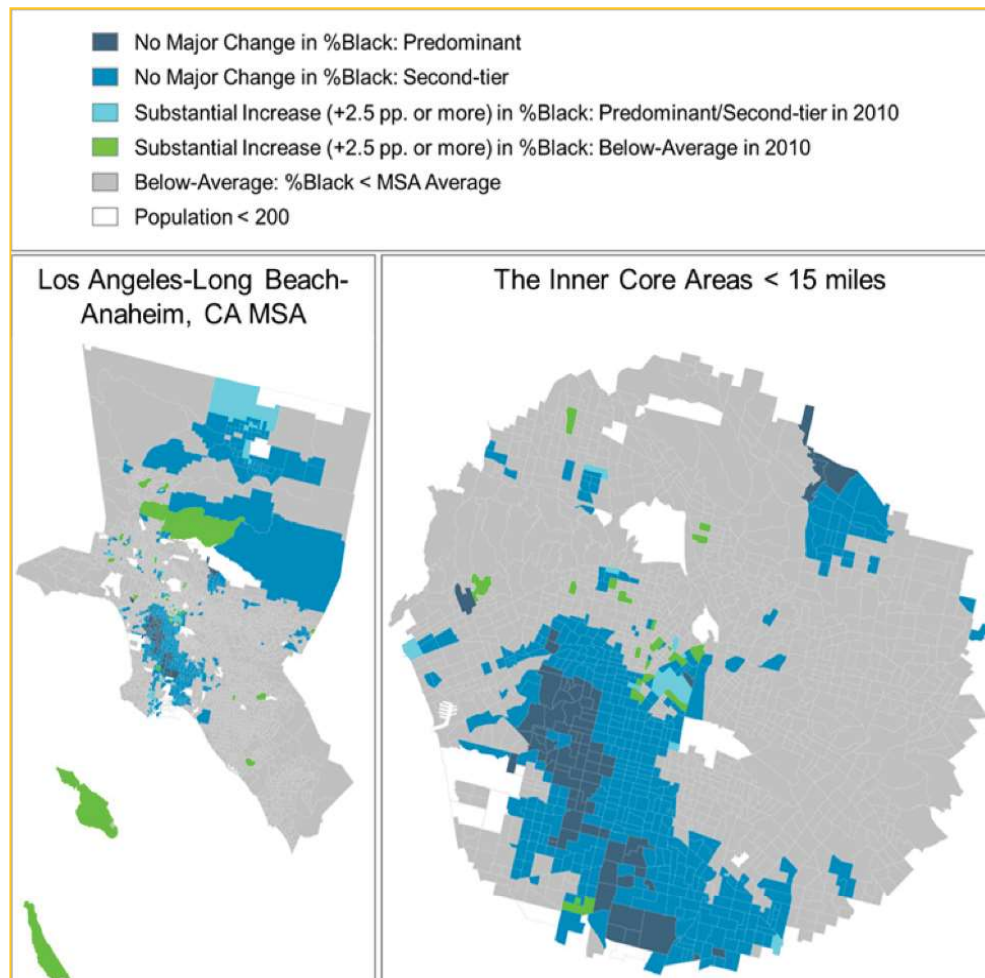 No Major Change in %Black: Predominant
No Major Change in %Black: Second-tier
Substantial Increase (+2.5 pp. or more) in %Black: Predominant/Second-tier in 2010
Substantial Increase (+2.5 pp. or more) in %Black: Below-Average in 2010
Below-Average: %Black < MSA Average
Population < 200
Los Angeles-Long Beach-
Anaheim, CA MSA
The Inner Core Areas < 15 miles